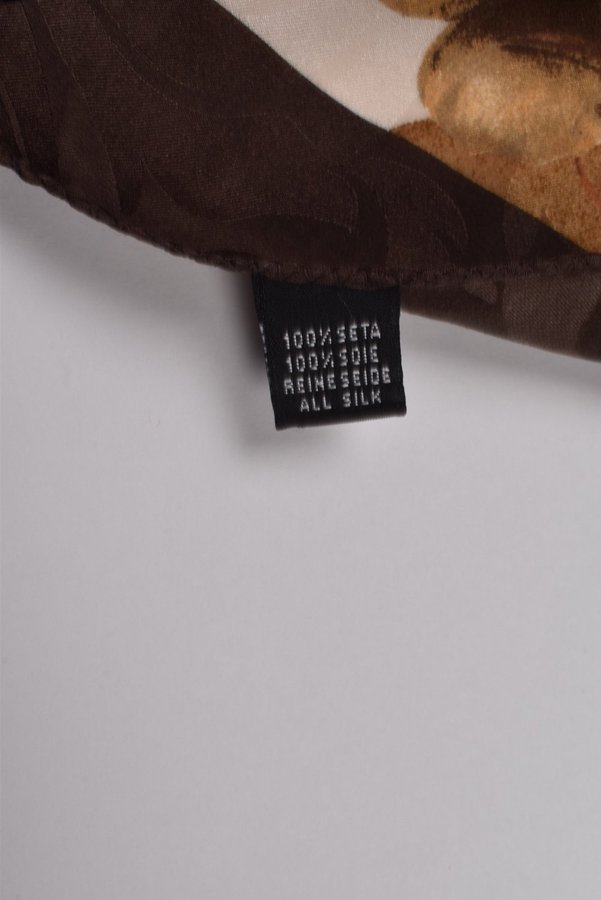 100% SETA
100% SOIE
REINE SEIDE
ALL SILK